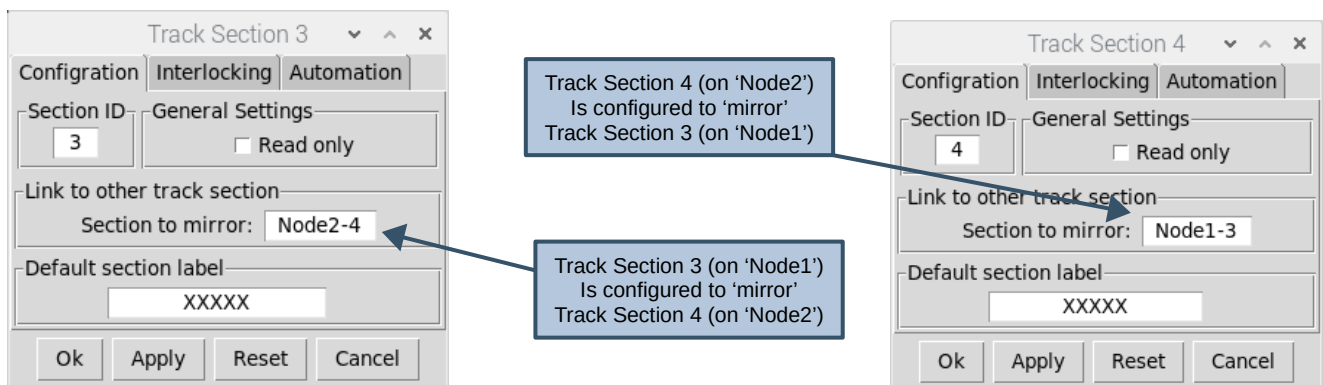 Track Section 3
Configration Interlocking Automation
Section ID General Settings
3 Read only
Link to other track section
Section to mirror: Node2-4
Default section label
XXXXX
Ok Apply Reset Cancel
Track Section 4 (on ‘Node2’)
Is configured to ‘mirror’
Track Section 3 (on ‘Node1’)
Track Section 3 (on ‘Node1’)
Is configured to ‘mirror’
Track Section 4 (on ‘Node2’)
Track Section 4
Configration Interlocking Automation
Section ID General Settings
4 Read only
Link to other track section
Section to mirror: Node1-3
Default section label
XXXXX
Ok Apply Reset Cancel